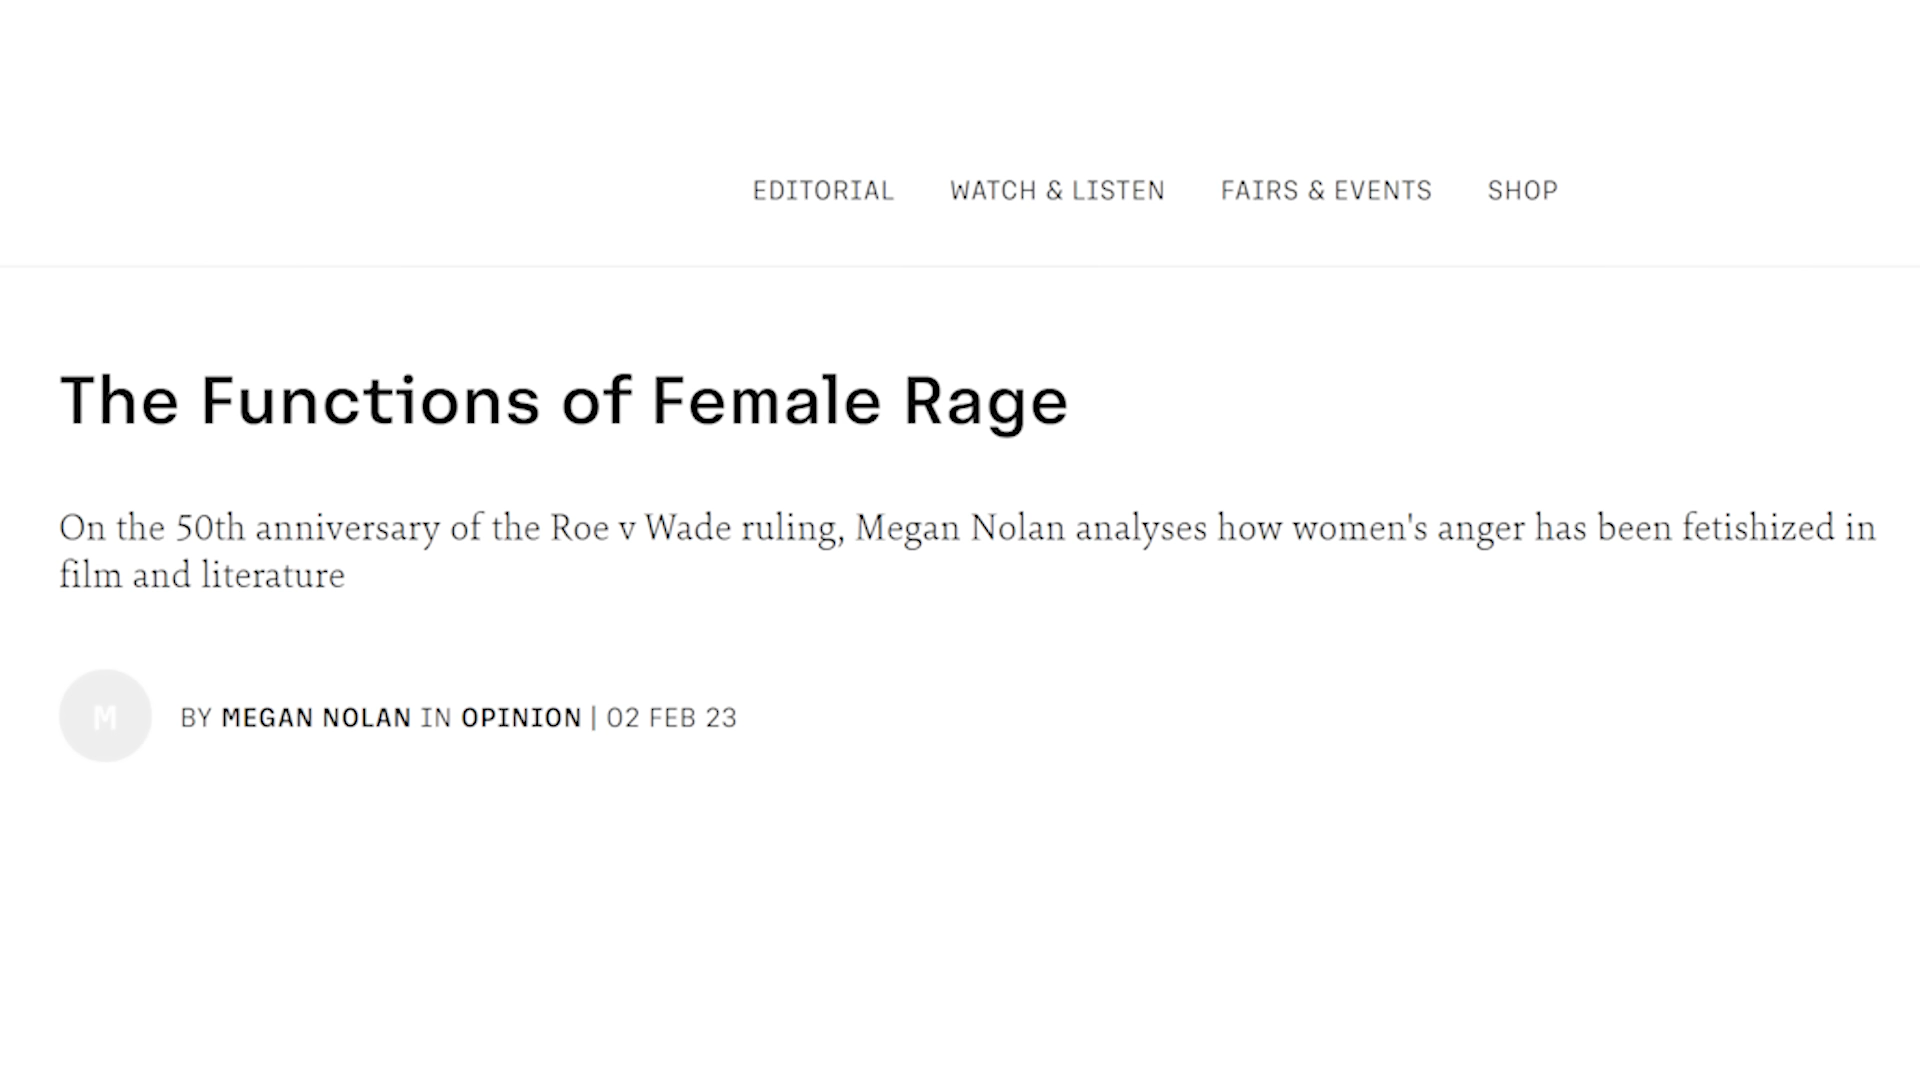 EDITORIAL WATCH & LISTEN FAIRS & EVENTS SHOP
The Functions of Female Rage
On the 50th anniversary of the Roe v Wade ruling, Megan Nolan analyses how women's anger has been fetishized in
film and literature
M
BY MEGAN NOLAN IN OPINION | 02 FEB 23